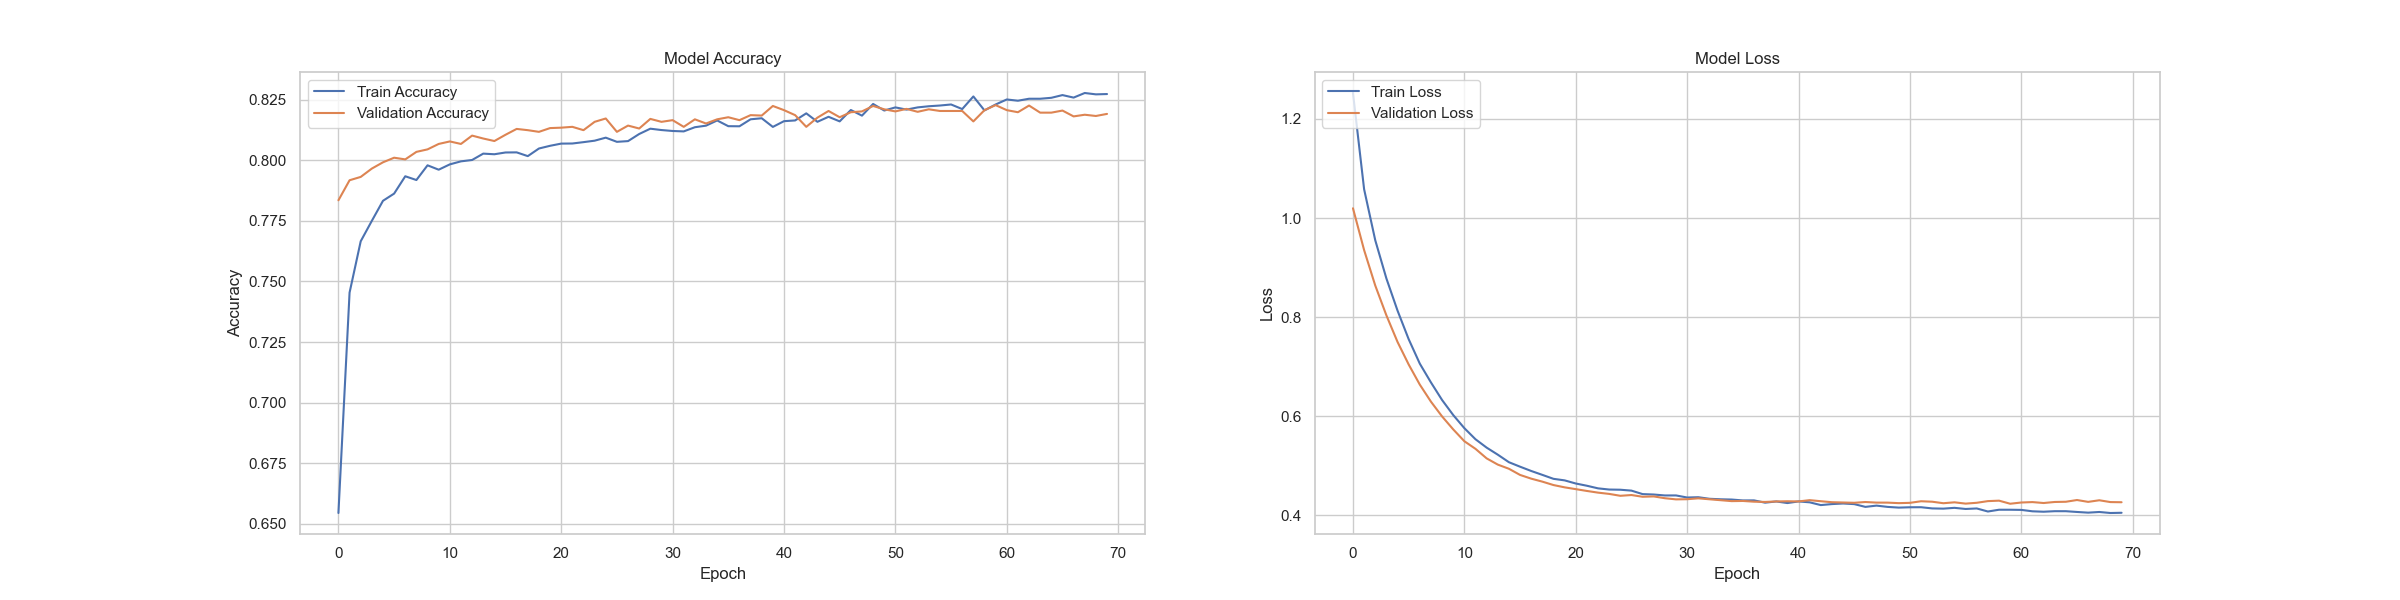 Model Accuracy
Train Accuracy
Validation Accuracy
0.825
0.800
0.775
0.750
0.725
0.700
0.675
0.650
Accuracy
0 10 20 30 40 50 60 70
Epoch
Model Loss
Train Loss
Validation Loss
1.2
1.0
0.8
0.6
0.4
Loss
0 10 20 30 40 50 60 70
Epoch